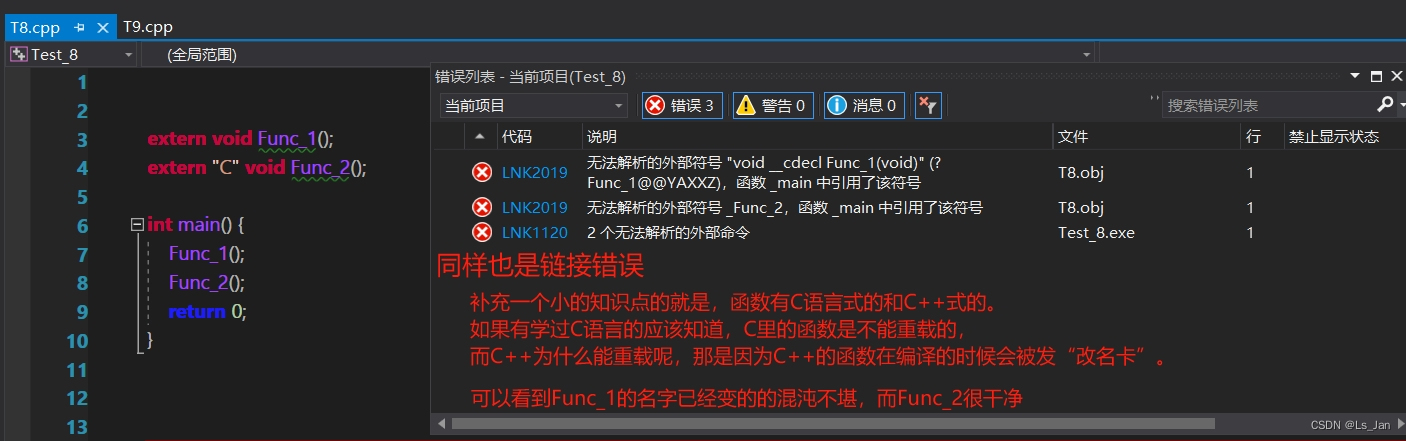 T8.cpp T9.cpp
Test_8 (全局范围)
1
2
3 extern void Func_1();
4 extern "C" void Func_2();
5
6 int main() {
7 Func_1();
8 Func_2();
9 return 0;
10 }
11
12
13
错误列表 - 当前项目(Test_8)
当前项目 错误 3 警告 0 消息 0 搜索错误列表
代码 说明 文件 行 禁止显示状态
LNK2019 无法解析的外部符号 "void __cdecl Func_1(void)" (?
Func_1@@YAXXZ)，函数 _main 中引用了该符号 T8.obj 1
LNK2019 无法解析的外部符号 _Func_2，函数 _main 中引用了该符号 T8.obj 1
LNK1120 2 个无法解析的外部命令 Test_8.exe 1
同样也是链接错误
补充一个小的知识点的就是，函数有C语言式的和C++式的。
如果有学过C语言的应该知道，C里的函数是不能重载的，
而C++为什么能重载呢，那是因为C++的函数在编译的时候会被发“改名卡”。
可以看到Func_1的名字已经变的的混沌不堪，而Func_2很干净
CSDN @Ls_Jan